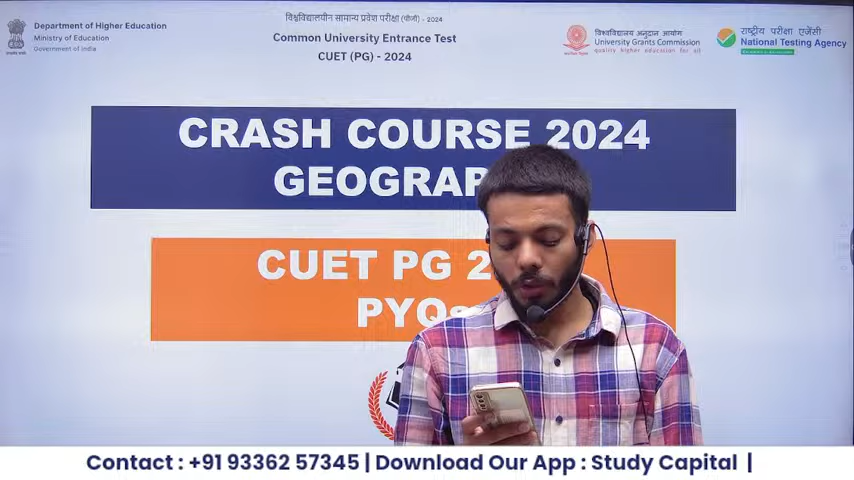 Department of Higher Education
Ministry of Education
Government of India
विश्वविद्यालयीन सामान्य प्रवेश परीक्षा (पीजी) - 2024
Common University Entrance Test
CUET (PG) - 2024
विश्वविद्यालय अनुदान आयोग
University Grants Commission
quality higher education for all
राष्ट्रीय परीक्षा एजेंसी
National Testing Agency
CRASH COURSE 2024
GEOGRAP
CUET PG 2
PYQs
Contact : +91 93362 57345 | Download Our App : Study Capital |